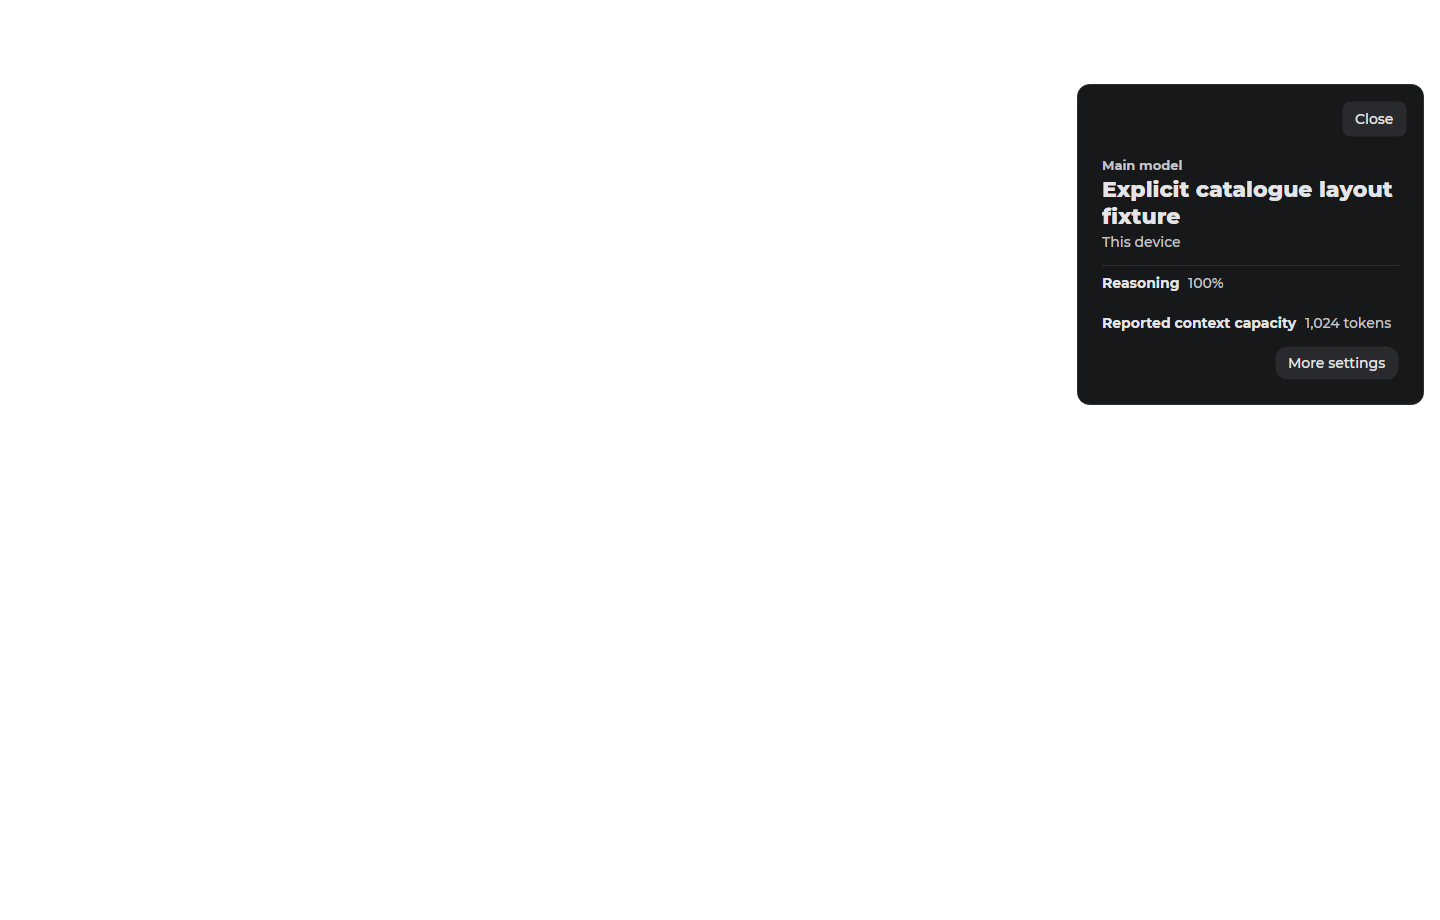 Close
Main model
Explicit catalogue layout
fixture
This device
Reasoning 100%
Reported context capacity 1,024 tokens
More settings